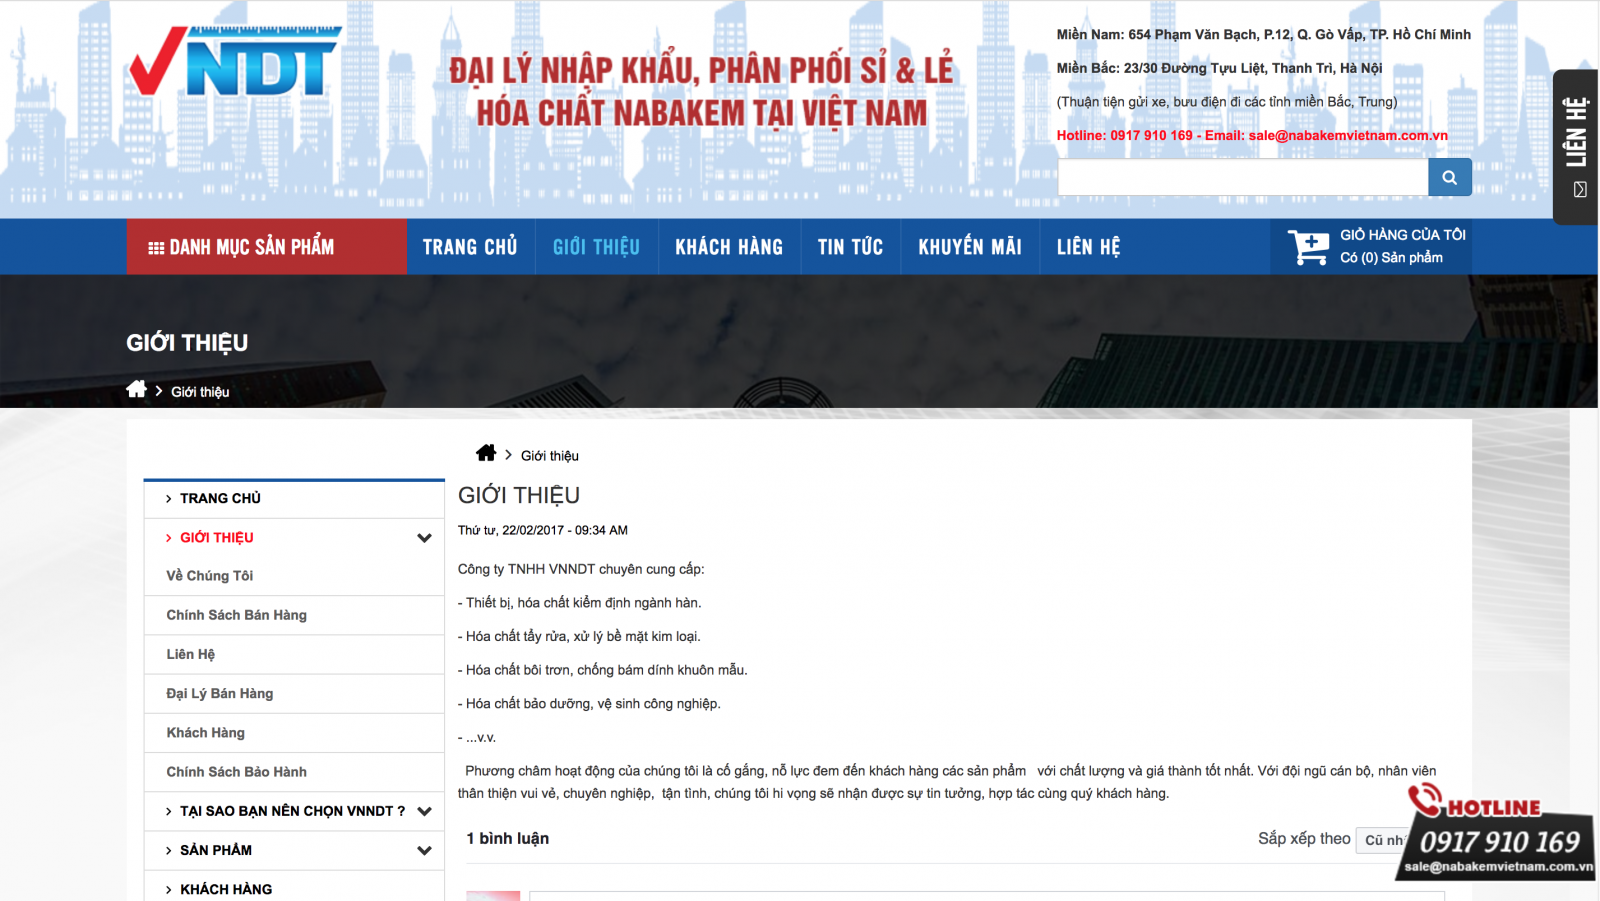 VNDT
ĐẠI LÝ NHẬP KHẨU, PHÂN PHỐI SỈ & LẺ
HÓA CHẤT NABAKEM TẠI VIỆT NAM
Miền Nam: 654 Phạm Văn Bạch, P.12, Q. Gò Vấp, TP. Hồ Chí Minh
Miền Bắc: 23/30 Đường Tựu Liệt, Thanh Trì, Hà Nội
(Thuận tiện gửi xe, bưu điện đi các tỉnh miền Bắc, Trung)
Hotline: 0917 910 169 - Email: sale@nabakemvietnam.com.vn
LIÊN HỆ
DANH MỤC SẢN PHẨM
TRANG CHỦ
GIỚI THIỆU
KHÁCH HÀNG
TIN TỨC
KHUYẾN MÃI
LIÊN HỆ
GIỎ HÀNG CỦA TÔI
Có (0) Sản phẩm
GIỚI THIỆU
Giới thiệu
Giới thiệu
TRANG CHỦ
GIỚI THIỆU
Về Chúng Tôi
Chính Sách Bán Hàng
Liên Hệ
Đại Lý Bán Hàng
Khách Hàng
Chính Sách Bảo Hành
TẠI SAO BẠN NÊN CHỌN VNNDT ?
SẢN PHẨM
KHÁCH HÀNG
GIỚI THIỆU
Thứ tư, 22/02/2017 - 09:34 AM
Công ty TNHH VNNDT chuyên cung cấp:
- Thiết bị, hóa chất kiểm định ngành hàn.
- Hóa chất tẩy rửa, xử lý bề mặt kim loại.
- Hóa chất bôi trơn, chống bám dính khuôn mẫu.
- Hóa chất bảo dưỡng, vệ sinh công nghiệp.
- ...v.v.
Phương châm hoạt động của chúng tôi là cố gắng, nỗ lực đem đến khách hàng các sản phẩm với chất lượng và giá thành tốt nhất. Với đội ngũ cán bộ, nhân viên
thân thiện vui vẻ, chuyên nghiệp, tận tình, chúng tôi hi vọng sẽ nhận được sự tin tưởng, hợp tác cùng quý khách hàng.
1 bình luận
Sắp xếp theo
Cũ
HOTLINE
0917 910 169
sale@nabakemvietnam.com.vn